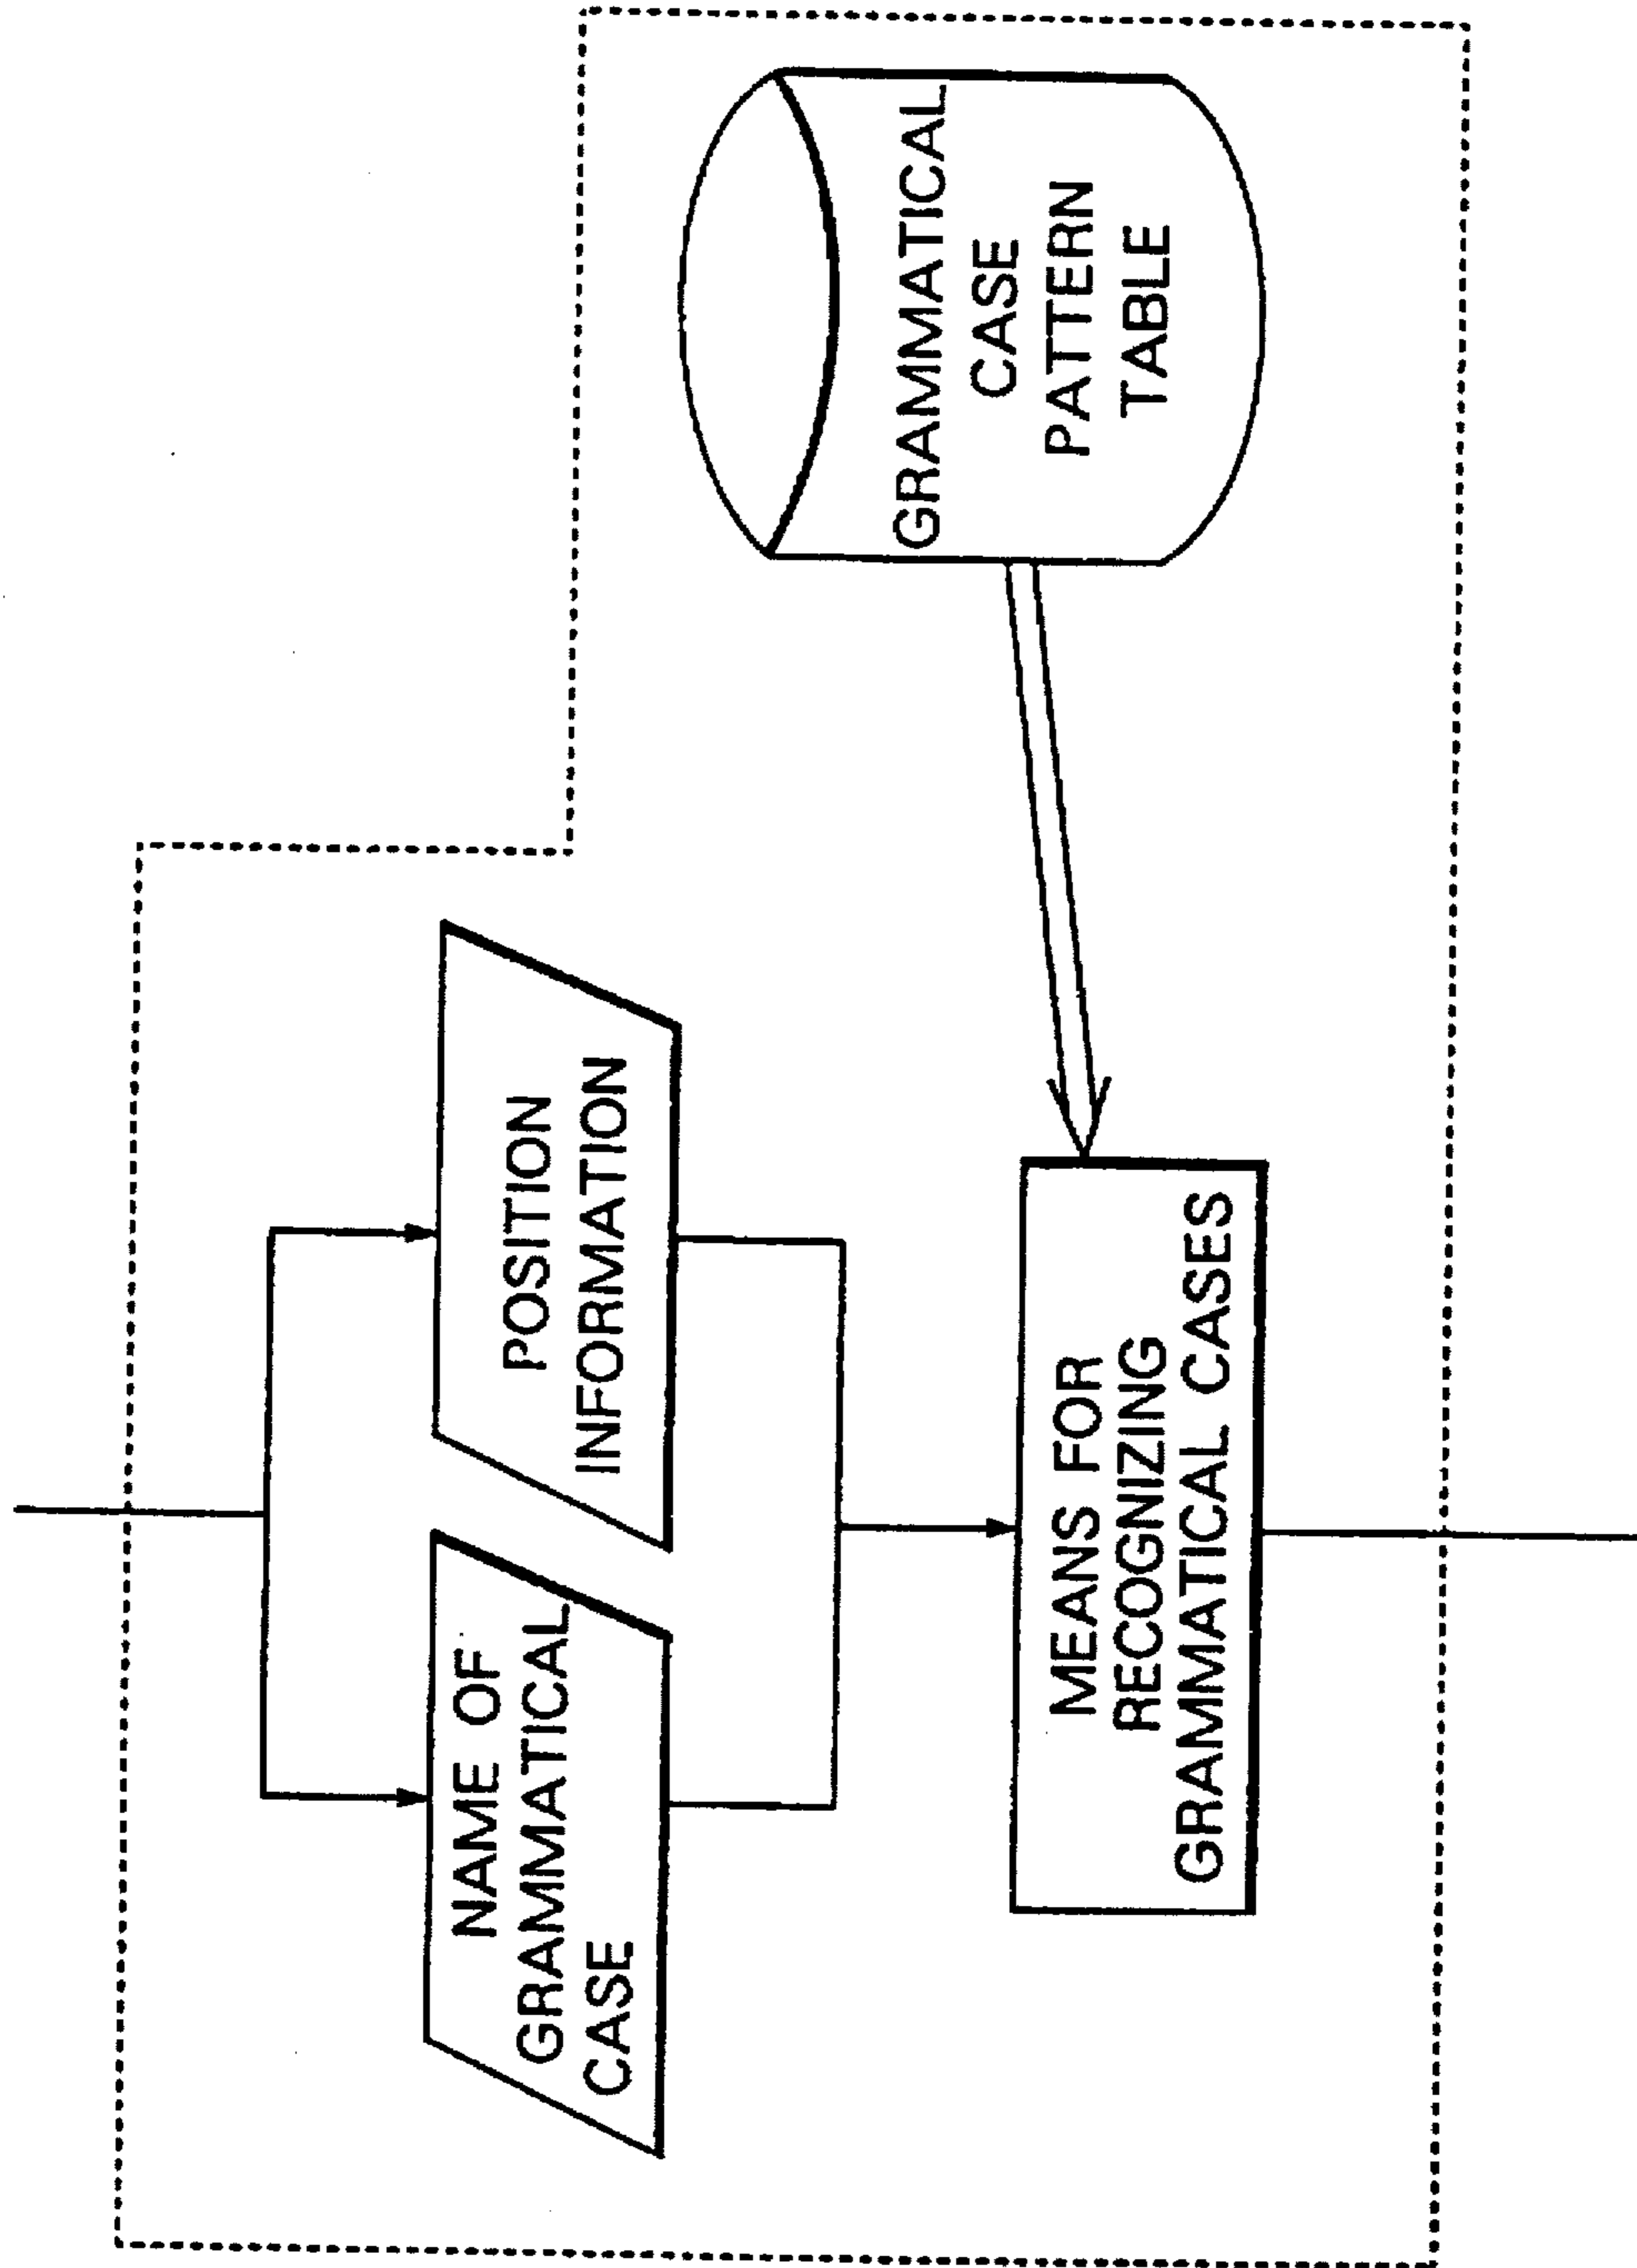 NAME OF
GRAMMATICAL
CASE
POSITION
INFORMATION
MEANS FOR
RECOGNIZING
GRAMMATICAL CASES
GRAMMATICAL
CASE
PATTERN
TABLE